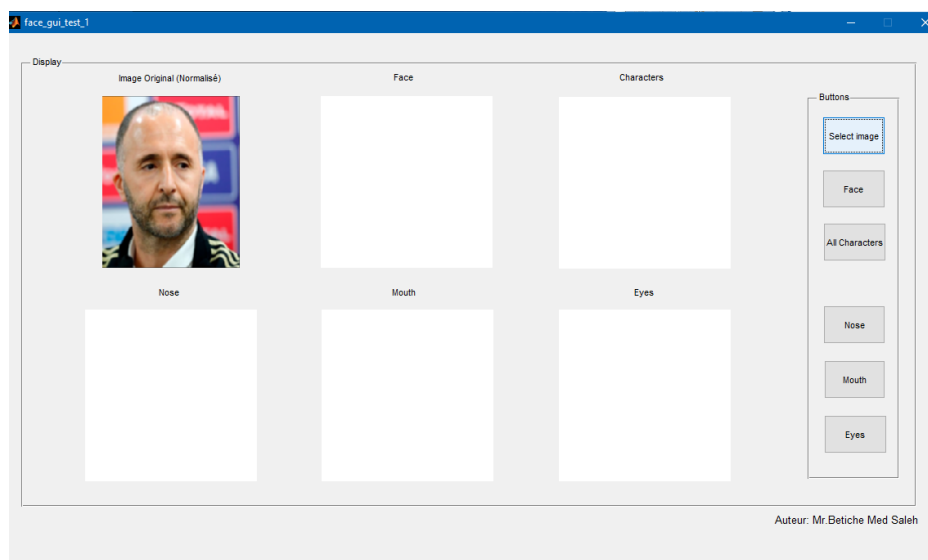 face_gui_test_1
Display
Image Original (Normalisé)
Face
Characters
Buttons
Select image
Face
All Characters
Nose
Mouth
Eyes
Nose
Mouth
Eyes
Auteur: Mr.Betiche Med Saleh